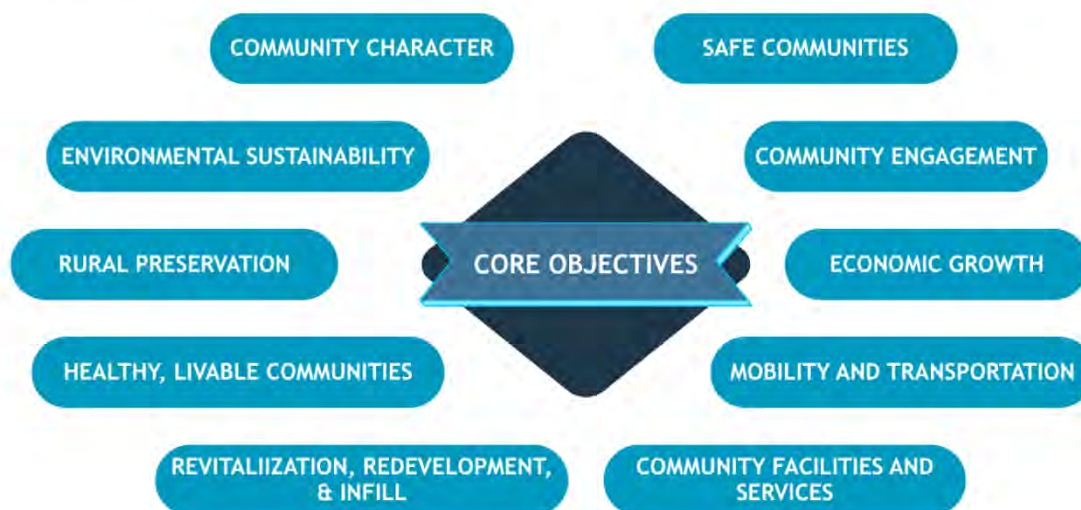 COMMUNITY CHARACTER
SAFE COMMUNITIES
ENVIRONMENTAL SUSTAINABILITY
COMMUNITY ENGAGEMENT
RURAL PRESERVATION
CORE OBJECTIVES
ECONOMIC GROWTH
HEALTHY, LIVABLE COMMUNITIES
MOBILITY AND TRANSPORTATION
REVITALIIZATION, REDEVELOPMENT,
& INFILL
COMMUNITY FACILITIES AND
SERVICES